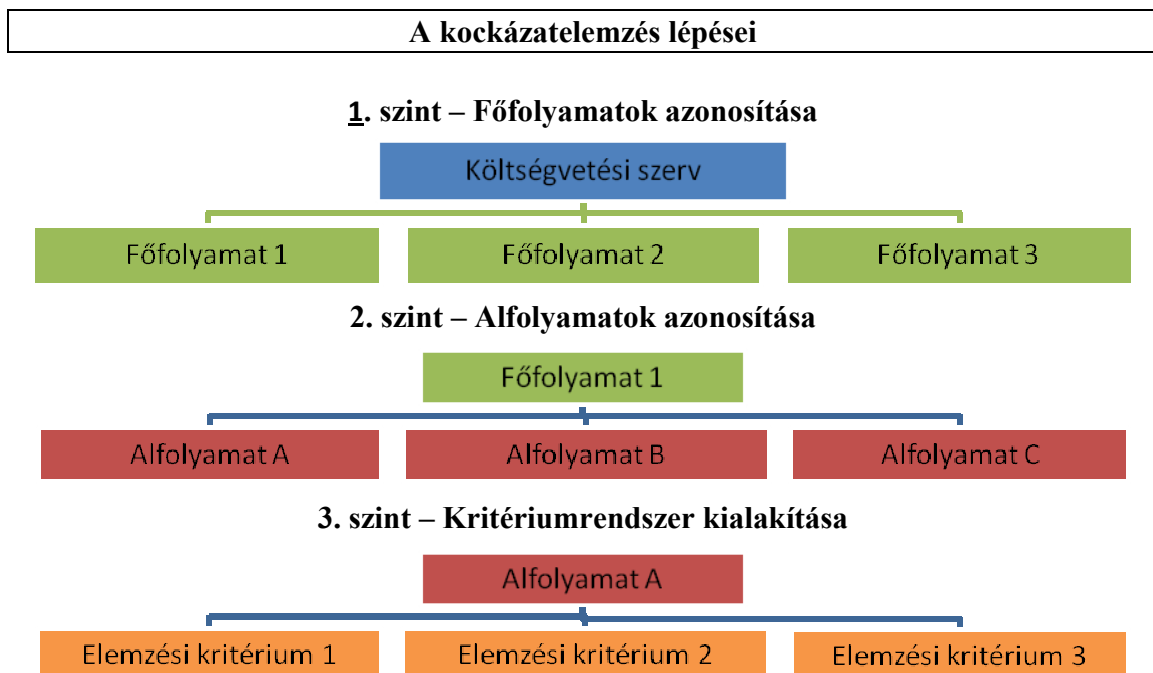 A kockázatelemzés lépései
1. szint – Főfolyamatok azonosítása
Költségvetési szerv
Főfolyamat 1 Főfolyamat 2 Főfolyamat 3
2. szint – Alfolyamatok azonosítása
Főfolyamat 1
Alfolyamat A Alfolyamat B Alfolyamat C
3. szint – Kritériumrendszer kialakítása
Alfolyamat A
Elemzési kritérium 1 Elemzési kritérium 2 Elemzési kritérium 3